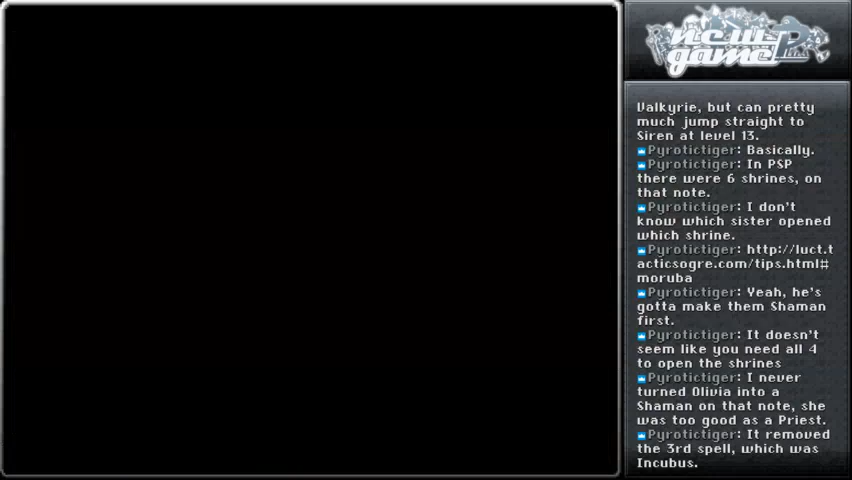 new
game
Valkyrie, but can pretty
much jump straight to
Siren at level 13.
Pyrotictiger: Basically.
Pyrotictiger: In PSP
there were 6 shrines, on
that note.
Pyrotictiger: I don't
know which sister opened
which shrine.
Pyrotictiger: http://luct.t
acticsogre.com/tips.html#
moruba
Pyrotictiger: Yeah, he's
gotta make them Shaman
first.
Pyrotictiger: It doesn't
seem like you need all 4
to open the shrines
Pyrotictiger: I never
turned Olivia into a
Shaman on that note, she
was too good as a Priest.
Pyrotictiger: It removed
the 3rd spell, which was
Incubus.